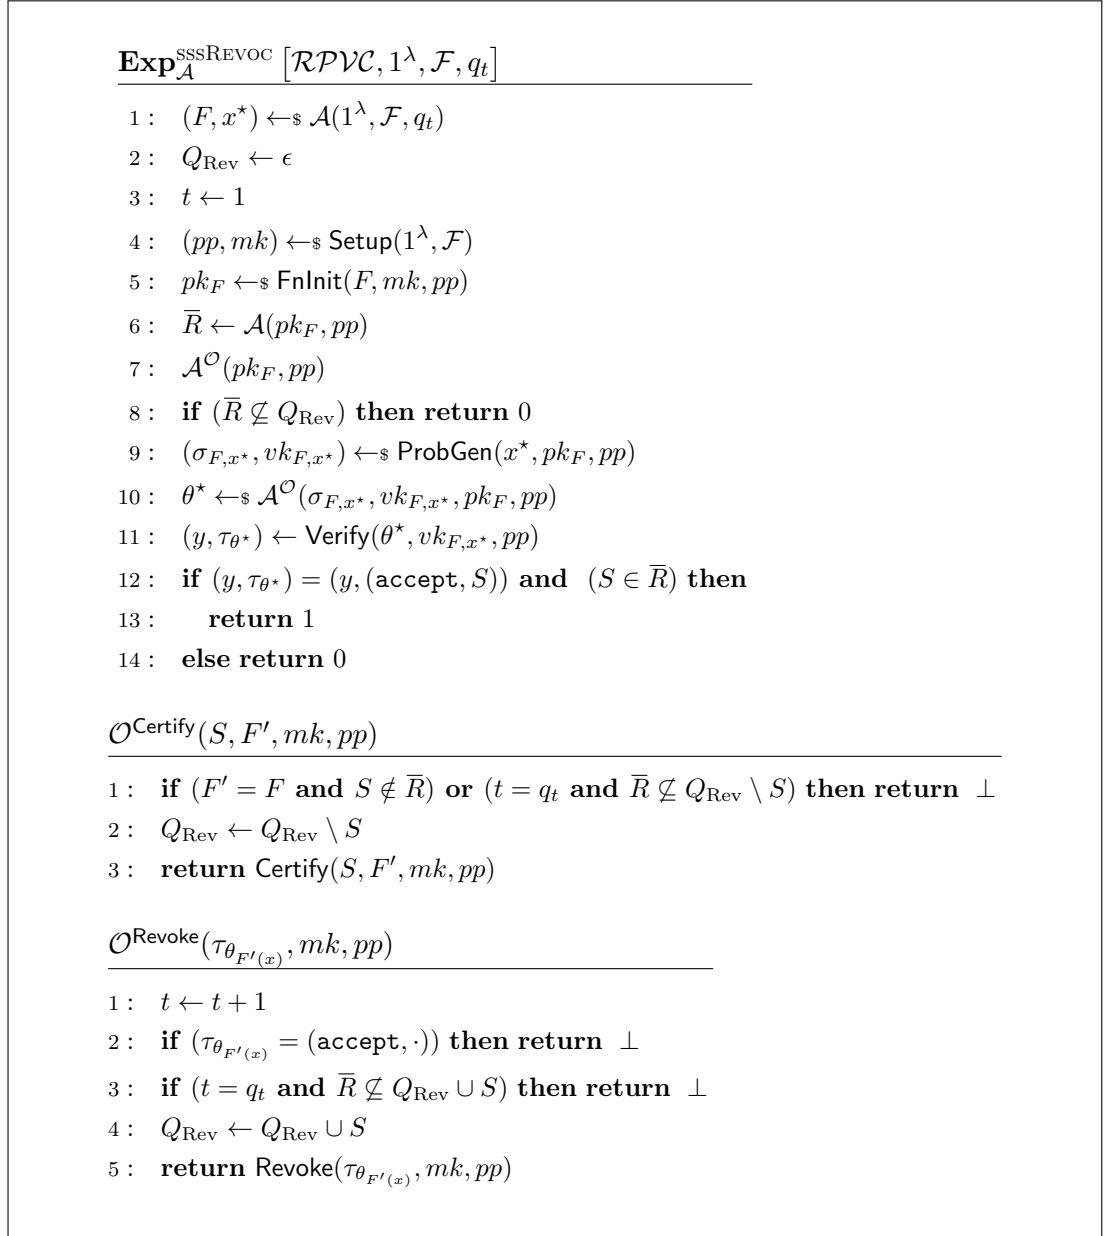 Exp_A^{sssRevoc} [RPVC, 1^λ, F, q_t]
1 : (F, x^⋆) ←$ A(1^λ, F, q_t)
2 : Q_Rev ← ϵ
3 : t ← 1
4 : (pp, mk) ←$ Setup(1^λ, F)
5 : pk_F ←$ FnInit(F, mk, pp)
6 : R̅ ← A(pk_F, pp)
7 : A^O(pk_F, pp)
8 : if (R̅ ⊈ Q_Rev) then return 0
9 : (σ_{F,x^⋆}, vk_{F,x^⋆}) ←$ ProbGen(x^⋆, pk_F, pp)
10 : θ^⋆ ←$ A^O(σ_{F,x^⋆}, vk_{F,x^⋆}, pk_F, pp)
11 : (y, τ_{θ^⋆}) ← Verify(θ^⋆, vk_{F,x^⋆}, pp)
12 : if (y, τ_{θ^⋆}) = (y, (accept, S)) and (S ∈ R̅) then
13 : return 1
14 : else return 0
O^{Certify}(S, F′, mk, pp)
1 : if (F′ = F and S ∉ R̅) or (t = q_t and R̅ ⊈ Q_Rev \ S) then return ⊥
2 : Q_Rev ← Q_Rev \ S
3 : return Certify(S, F′, mk, pp)
O^{Revoke}(τ_{θ_{F′(x)}}, mk, pp)
1 : t ← t + 1
2 : if (τ_{θ_{F′(x)}} = (accept, ·)) then return ⊥
3 : if (t = q_t and R̅ ⊈ Q_Rev ∪ S) then return ⊥
4 : Q_Rev ← Q_Rev ∪ S
5 : return Revoke(τ_{θ_{F′(x)}}, mk, pp)